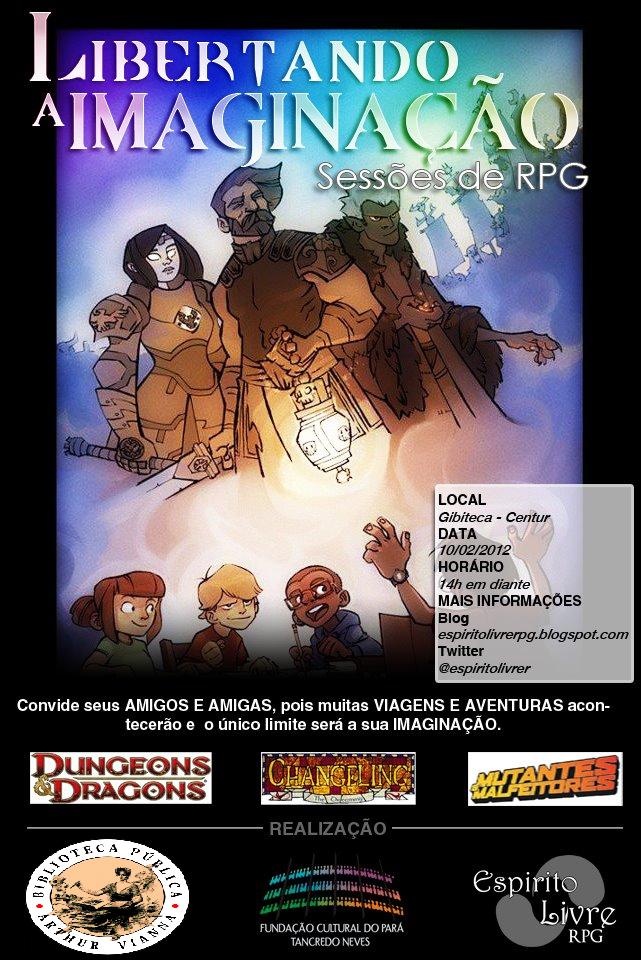 LIBERTANDO
A IMAGINAÇÃO
Sessões de RPG
LOCAL
Gibiteca - Centur
DATA
10/02/2012
HORÁRIO
14h em diante
MAIS INFORMAÇÕES
Blog
espiritolivrerpg.blogspot.com
Twitter
@espiritolivrer
Convide seus AMIGOS E AMIGAS, pois muitas VIAGENS E AVENTURAS acon-
tecerão e o único limite será a sua IMAGINAÇÃO.
DUNGEONS & DRAGONS
CHANGELING
The Dreaming
MUTANTES & MALFEITORES
REALIZAÇÃO
BIBLIOTECA PÚBLICA
ARTHUR VIANNA
FUNDAÇÃO CULTURAL DO PARÁ
TANCREDO NEVES
Espirito
Livre
RPG